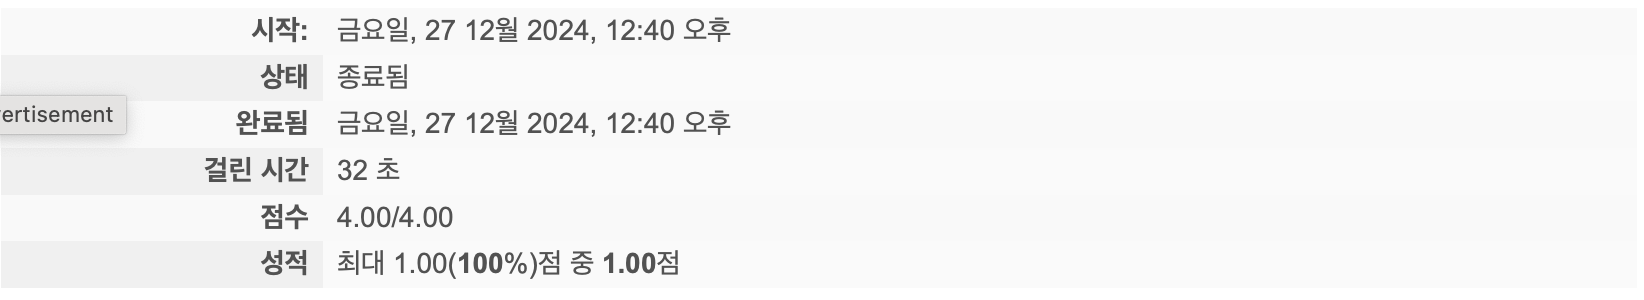 시작: 금요일, 27 12월 2024, 12:40 오후
상태 종료됨
ertisement
완료됨 금요일, 27 12월 2024, 12:40 오후
걸린 시간 32 초
점수 4.00/4.00
성적 최대 1.00(100%)점 중 1.00점